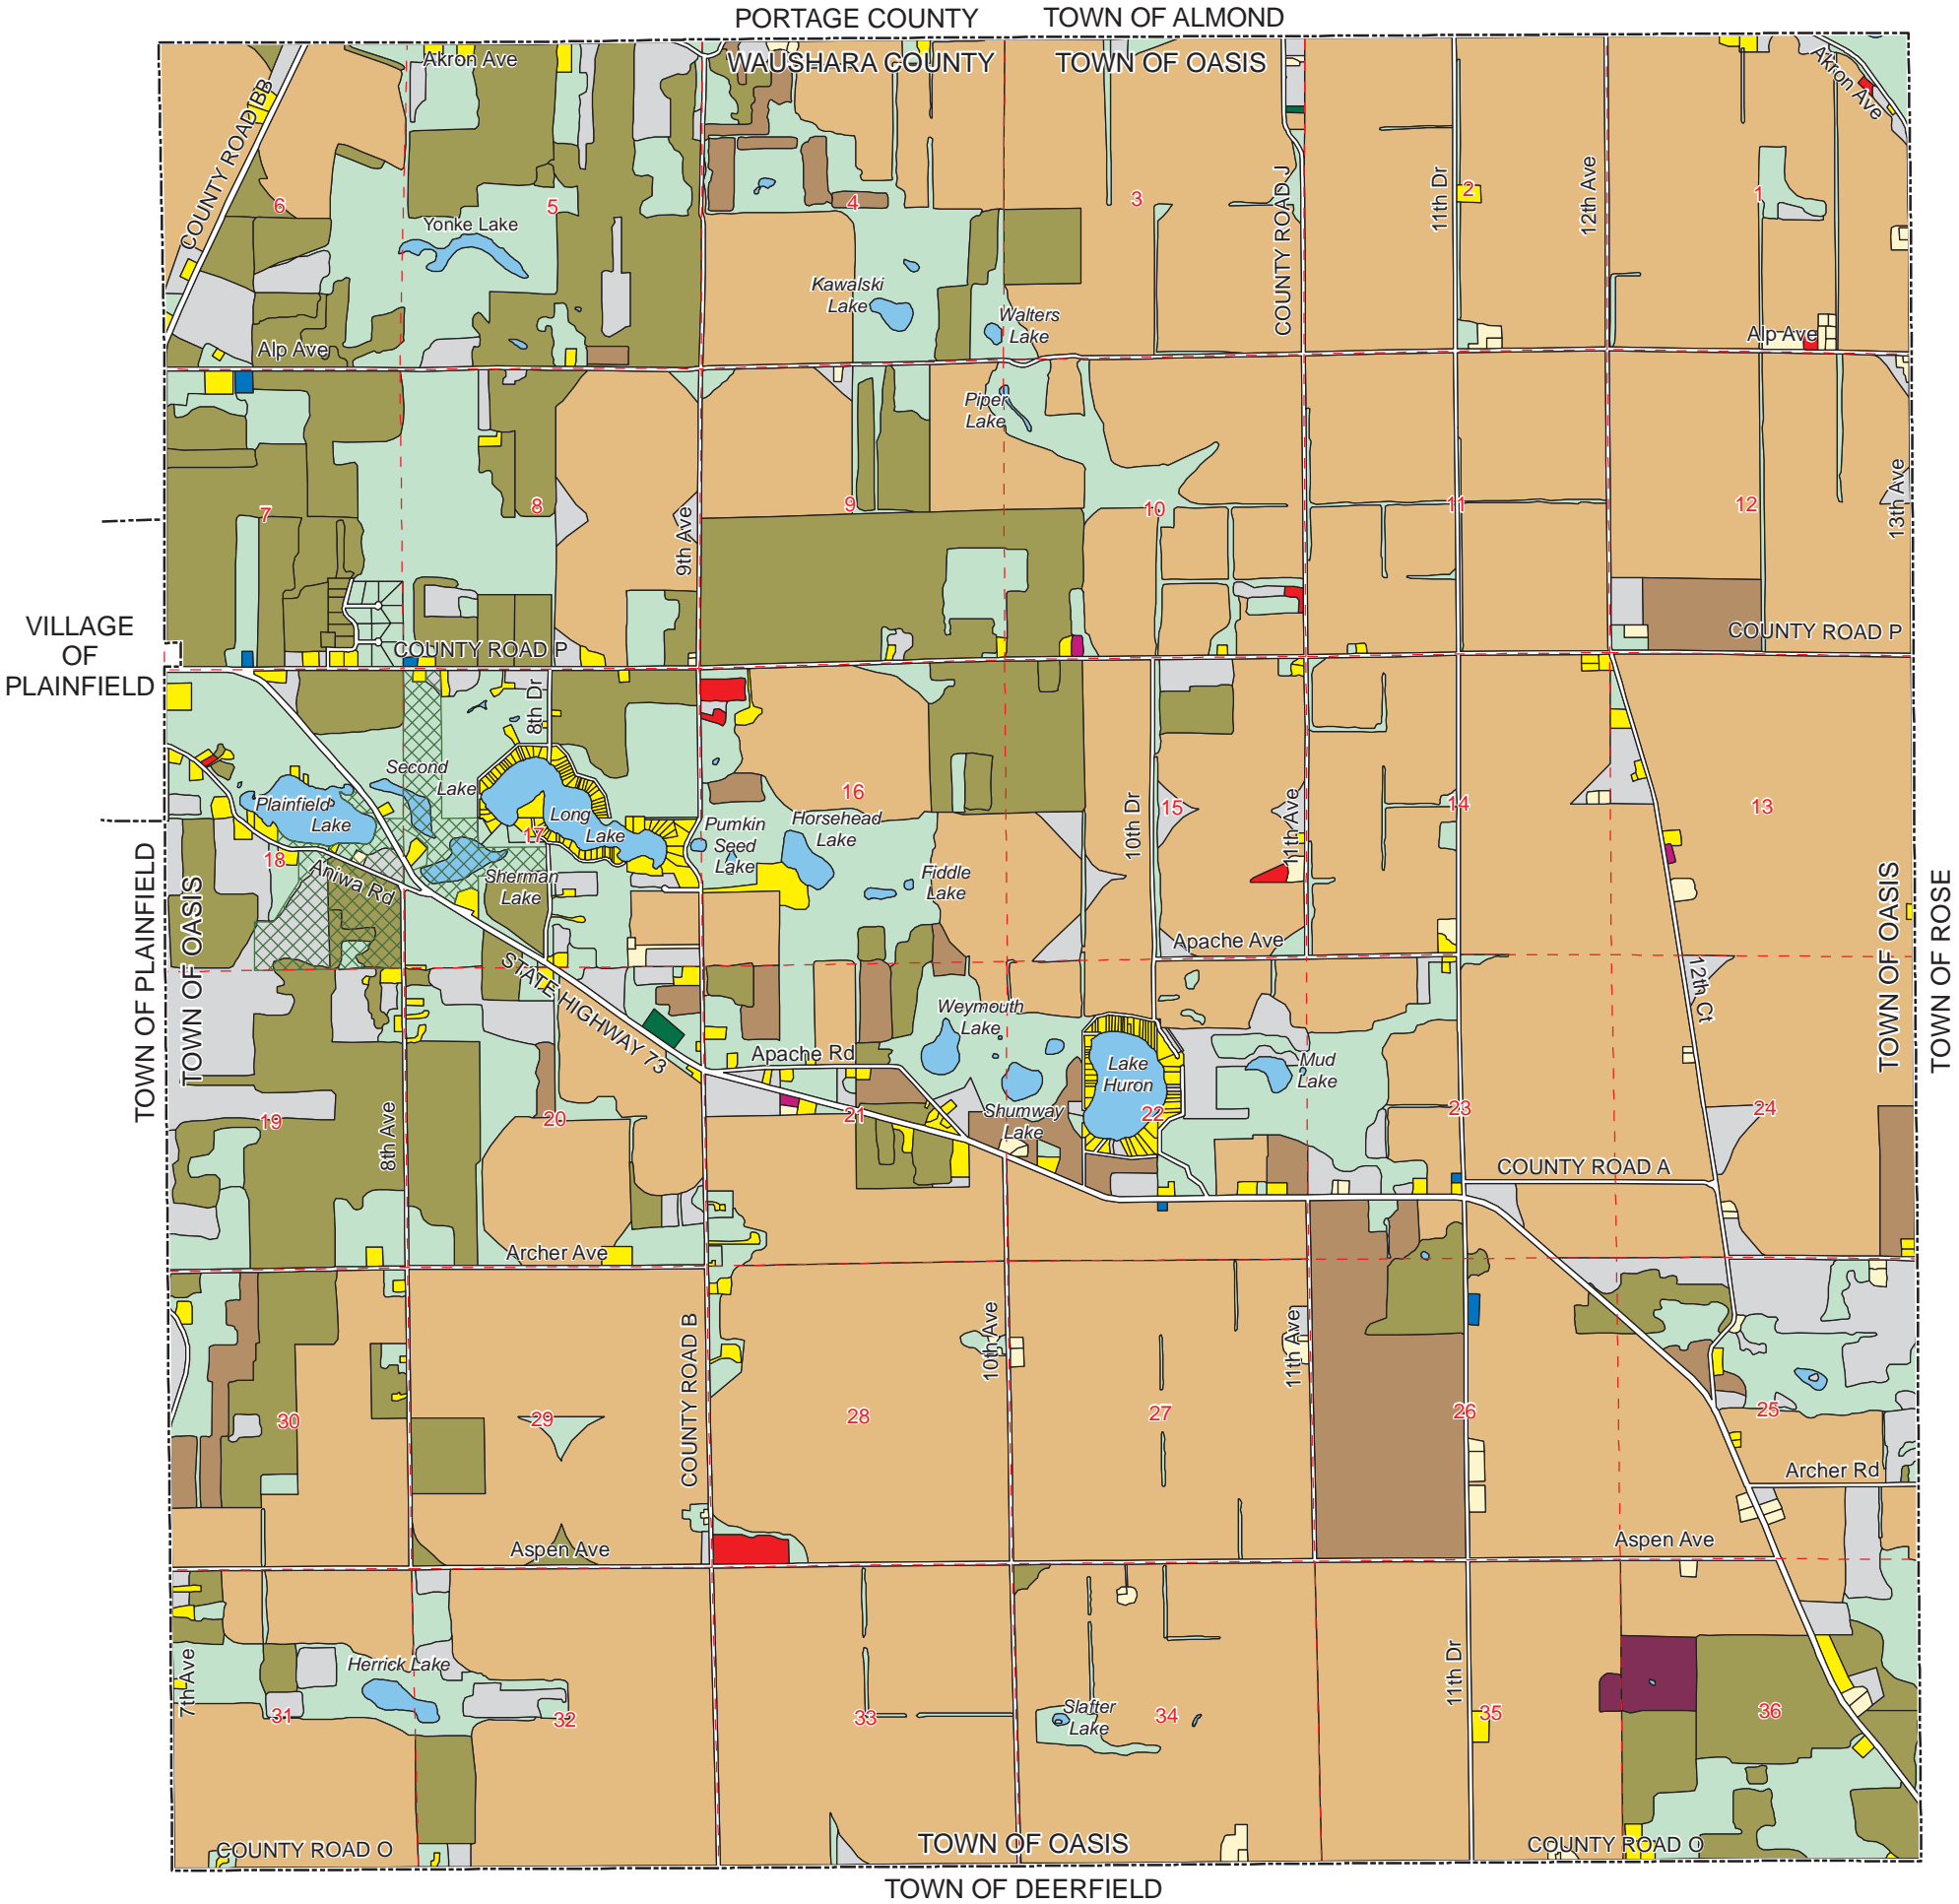 PORTAGE COUNTY
TOWN OF ALMOND
WAUSHARA COUNTY
TOWN OF OASIS
Akron Ave
Akron Ave
COUNTY ROAD BB
COUNTY ROAD J
11th Dr
12th Ave
6
5
4
3
2
1
Yonke Lake
Kawalski
Lake
Walters
Lake
Alp Ave
Alp Ave
Piper
Lake
7
8
9
10
11
12
9th Ave
13th Ave
VILLAGE
OF
PLAINFIELD
COUNTY ROAD P
COUNTY ROAD P
8th Dr
Second
Lake
Plainfield
Lake
Long
Lake
Pumkin
Seed
Lake
Horsehead
Lake
Sherman
Lake
Fiddle
Lake
18
17
16
15
14
13
10th Dr
11th Ave
Aniwa Rd
Apache Ave
STATE HIGHWAY 73
12th Ct
TOWN OF PLAINFIELD
TOWN OF OASIS
TOWN OF OASIS
TOWN OF ROSE
Weymouth
Lake
Apache Rd
Lake
Huron
Mud
Lake
Shumway
Lake
19
20
21
22
23
24
8th Ave
COUNTY ROAD A
Archer Ave
COUNTY ROAD B
10th Ave
11th Ave
30
29
28
27
26
25
Archer Rd
Aspen Ave
Aspen Ave
7th Ave
Herrick Lake
11th Dr
Slafter
Lake
31
32
33
34
35
36
COUNTY ROAD O
TOWN OF OASIS
COUNTY ROAD O
TOWN OF DEERFIELD